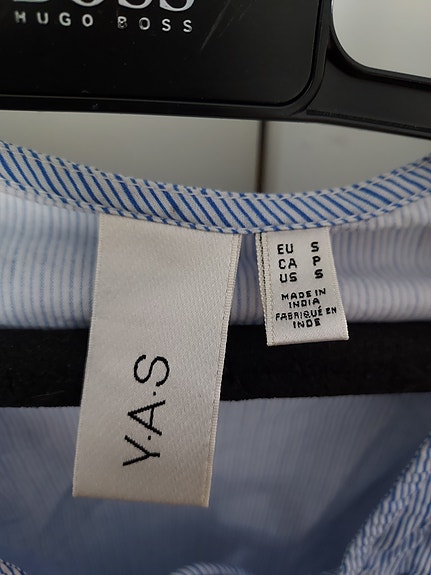 BOSS
HUGO BOSS
EU S
CA P
US S
MADE IN
INDIA
FABRIQUÉ EN
INDE
Y·A·S